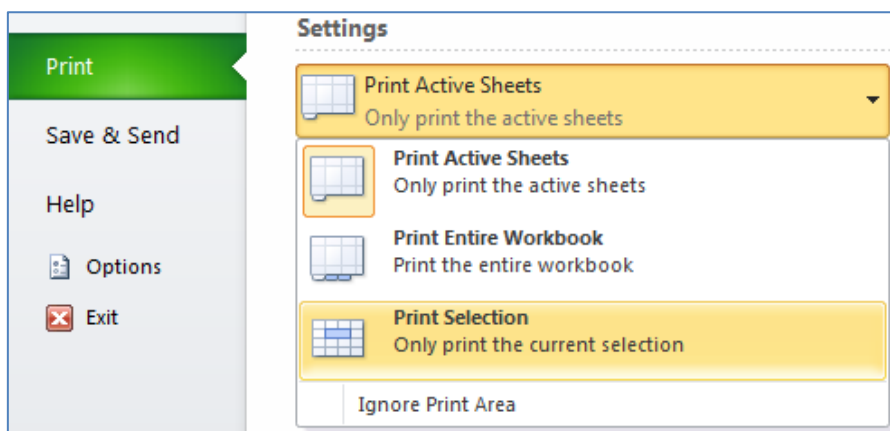 Settings
Print
Print Active Sheets
Only print the active sheets
Save & Send
Print Active Sheets
Only print the active sheets
Help
Print Entire Workbook
Print the entire workbook
Options
Exit
Print Selection
Only print the current selection
Ignore Print Area